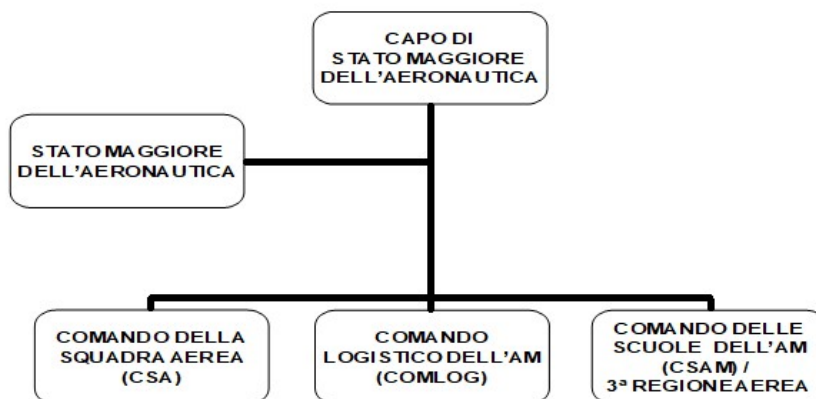 CAPO DI
STATO MAGGIORE
DELL'AERONAUTICA
STATO MAGGIORE
DELL'AERONAUTICA
COMANDO DELLA
SQUADRA AEREA
(CSA)
COMANDO
LOGISTICO DELL'AM
(COMLOG)
COMANDO DELLE
SCUOLE DELL'AM
(CSAM) /
3ª REGIONE AEREA